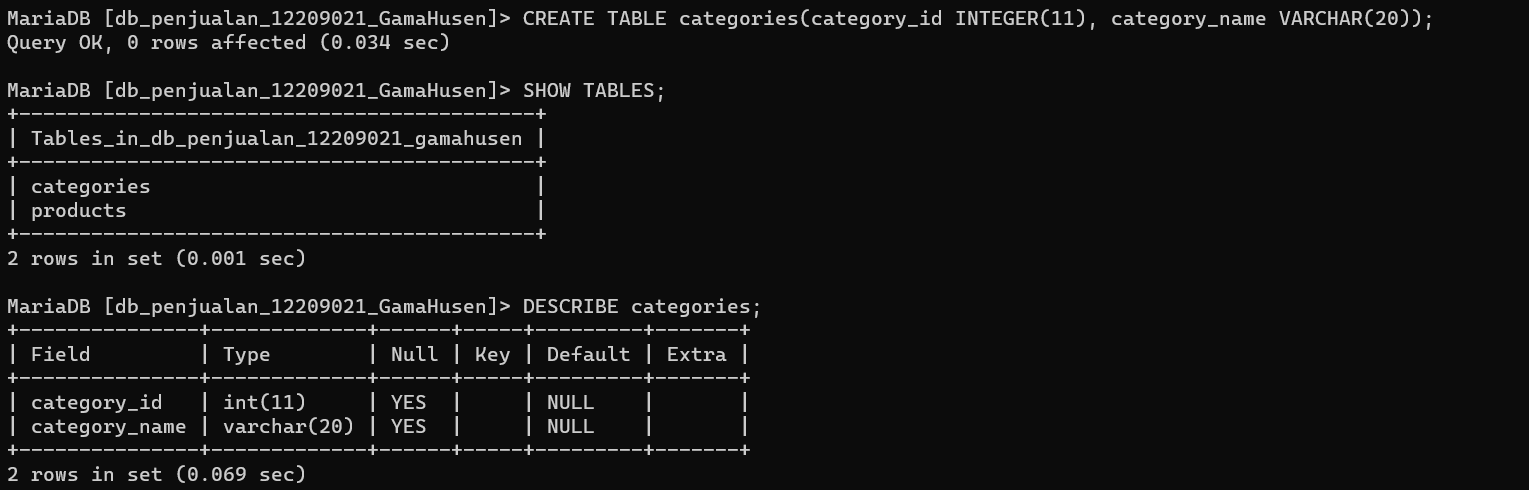 MariaDB [db_penjualan_12209021_GamaHusen]> CREATE TABLE categories(category_id INTEGER(11), category_name VARCHAR(20));
Query OK, 0 rows affected (0.034 sec)

MariaDB [db_penjualan_12209021_GamaHusen]> SHOW TABLES;
+-------------------------------------------+
| Tables_in_db_penjualan_12209021_gamahusen |
+-------------------------------------------+
| categories                                |
| products                                  |
+-------------------------------------------+
2 rows in set (0.001 sec)

MariaDB [db_penjualan_12209021_GamaHusen]> DESCRIBE categories;
+---------------+-------------+------+-----+---------+-------+
| Field         | Type        | Null | Key | Default | Extra |
+---------------+-------------+------+-----+---------+-------+
| category_id   | int(11)     | YES  |     | NULL    |       |
| category_name | varchar(20) | YES  |     | NULL    |       |
+---------------+-------------+------+-----+---------+-------+
2 rows in set (0.069 sec)